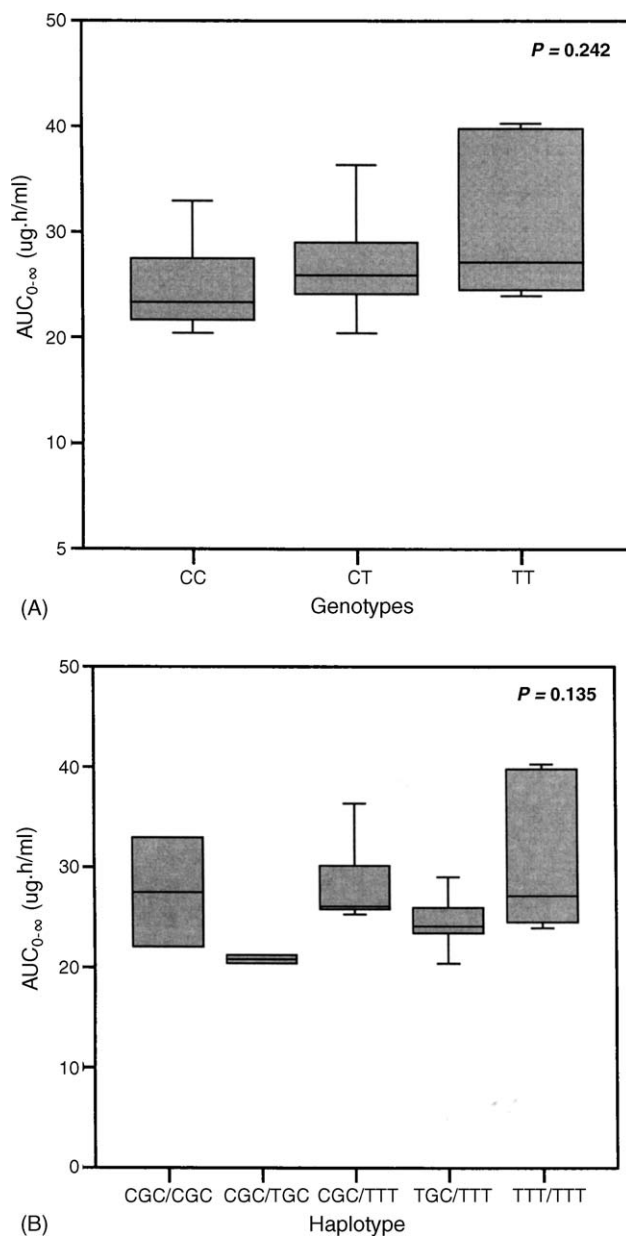 50
P = 0.242
40
30
20
10
5
AUC0-∞ (ug·h/ml)
CC CT TT
(A) Genotypes
50
P = 0.135
40
30
20
10
0
AUC0-∞ (ug·h/ml)
CGC/CGC CGC/TGC CGC/TTT TGC/TTT TTT/TTT
(B) Haplotype